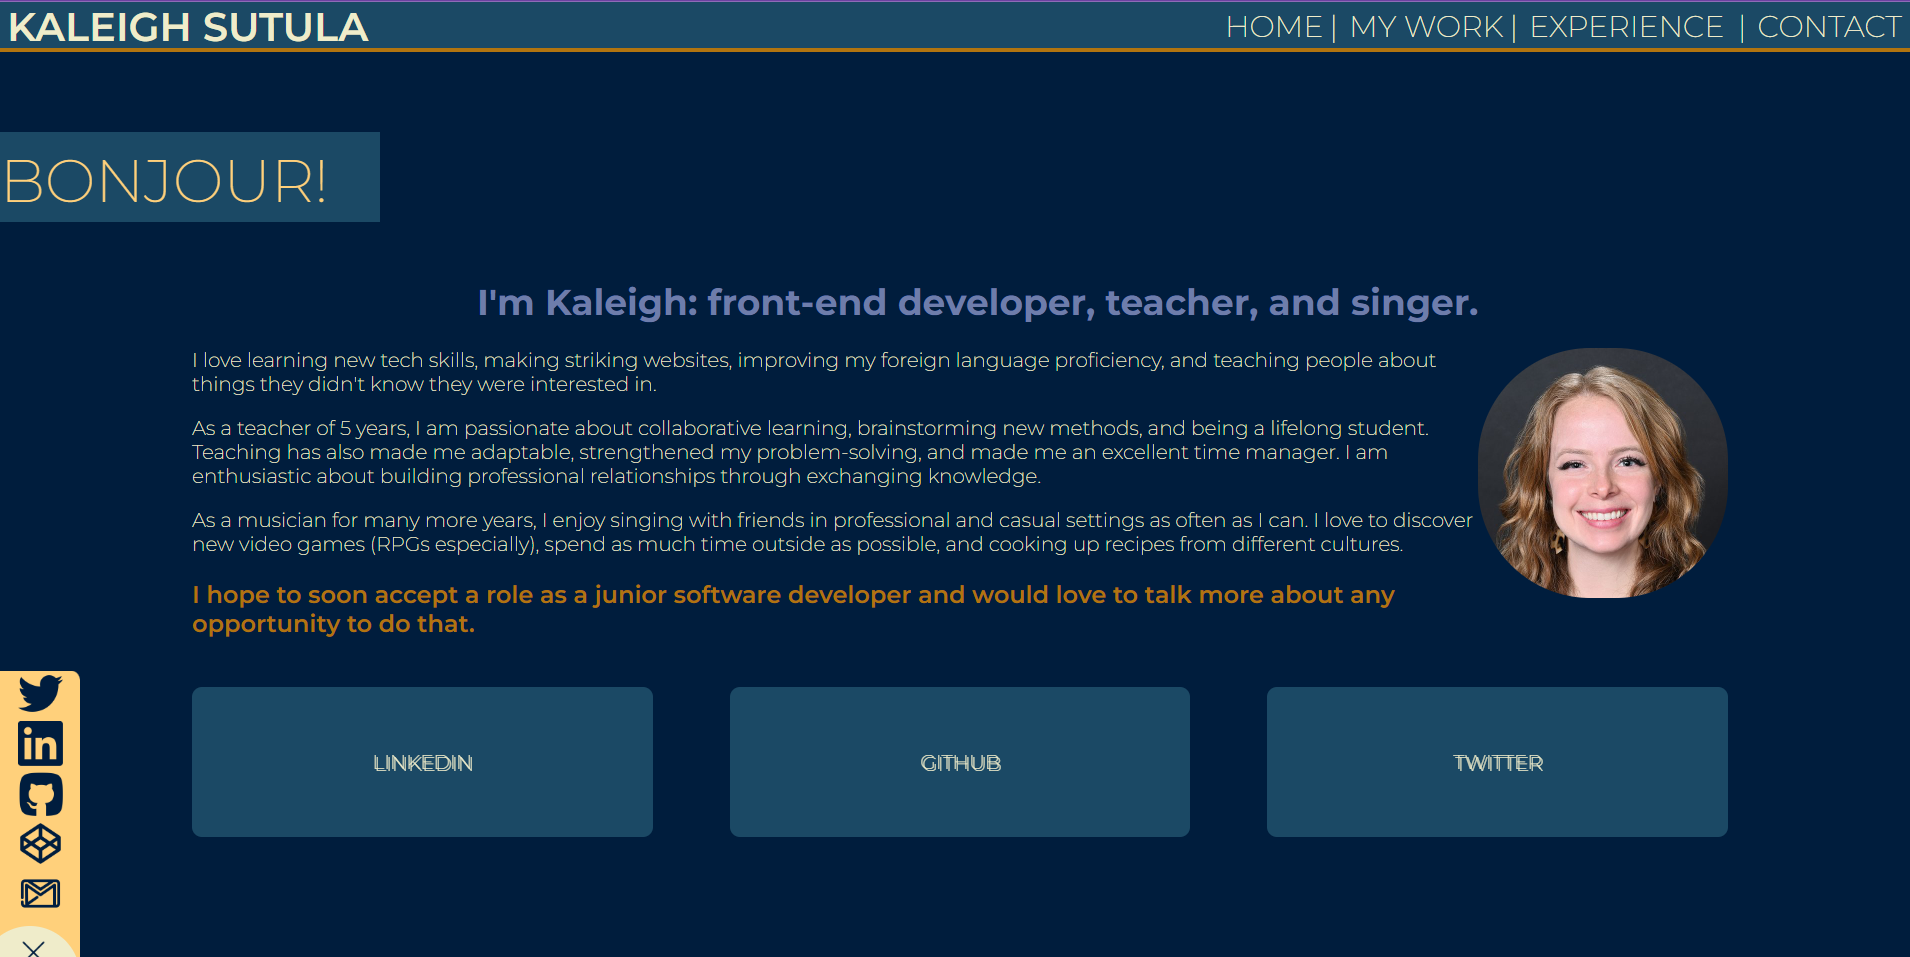 KALEIGH SUTULA
HOME | MY WORK | EXPERIENCE | CONTACT
BONJOUR!
I'm Kaleigh: front-end developer, teacher, and singer.
I love learning new tech skills, making striking websites, improving my foreign language proficiency, and teaching people about
things they didn't know they were interested in.
As a teacher of 5 years, I am passionate about collaborative learning, brainstorming new methods, and being a lifelong student.
Teaching has also made me adaptable, strengthened my problem-solving, and made me an excellent time manager. I am
enthusiastic about building professional relationships through exchanging knowledge.
As a musician for many more years, I enjoy singing with friends in professional and casual settings as often as I can. I love to discover
new video games (RPGs especially), spend as much time outside as possible, and cooking up recipes from different cultures.
I hope to soon accept a role as a junior software developer and would love to talk more about any
opportunity to do that.
in
LINKEDIN
GITHUB
TWITTER